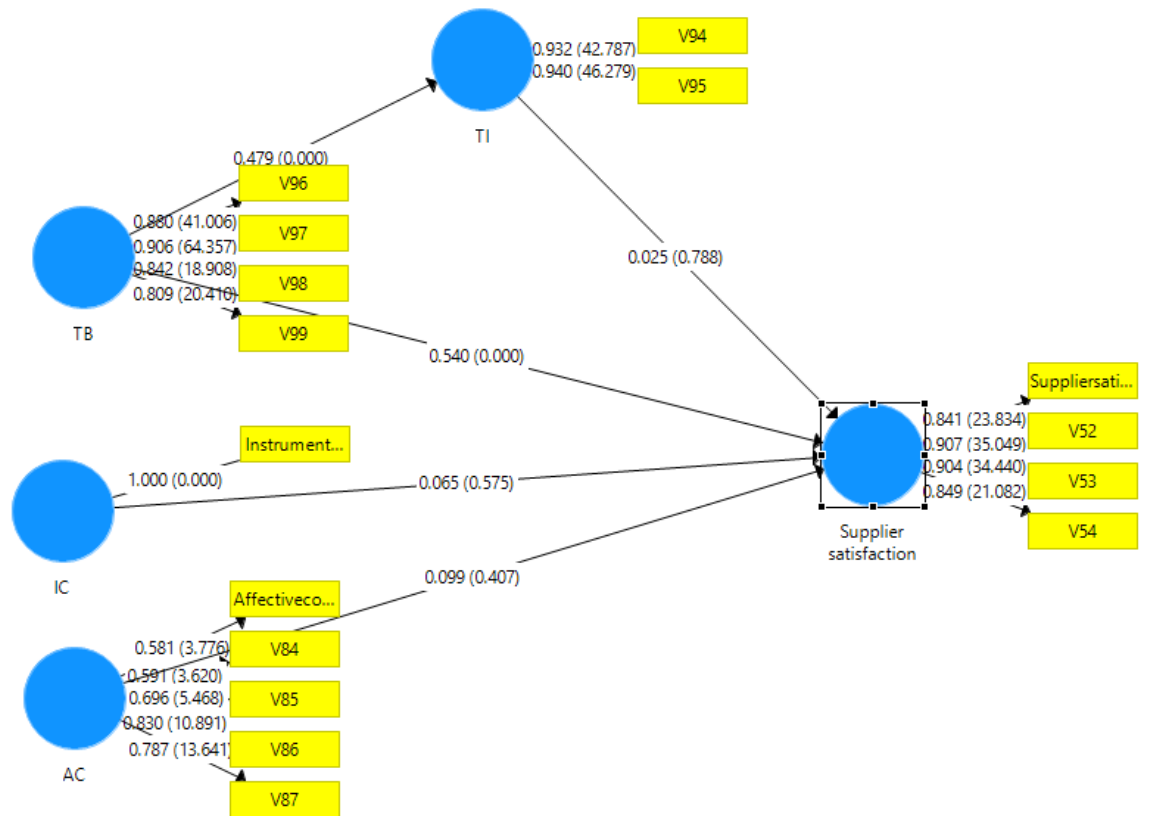 V94
0.932 (42.787)
0.940 (46.279)
V95
TI
0.479 (0.000)
V96
0.880 (41.006)
V97
0.906 (64.357)
0.842 (18.908)
V98
0.809 (20.410)
V99
TB
0.025 (0.788)
0.540 (0.000)
Suppliersati...
0.841 (23.834)
V52
0.907 (35.049)
0.904 (34.440)
V53
0.849 (21.082)
V54
Supplier
satisfaction
Instrument...
1.000 (0.000)
0.065 (0.575)
IC
0.099 (0.407)
Affectiveco...
0.581 (3.776)
V84
0.591 (3.620)
0.696 (5.468)
V85
0.830 (10.891)
V86
0.787 (13.641)
AC
V87